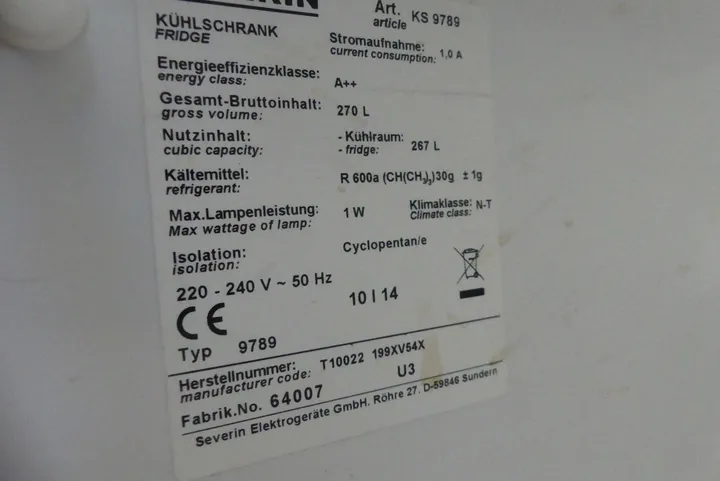 Art. KS 9789
article
KÜHLSCHRANK
FRIDGE
Stromaufnahme: 1,0 A
current consumption:
Energieeffizienzklasse: A++
energy class:
Gesamt-Bruttoinhalt: 270 L
gross volume:
Nutzinhalt: - Kühlraum: 267 L
cubic capacity: - fridge:
Kältemittel: R 600a (CH(CH₃)₃)30g ± 1g
refrigerant:
Max.Lampenleistung: 1 W Klimaklasse: N-T
Max wattage of lamp: Climate class:
Isolation: Cyclopentan/e
isolation:
220 - 240 V ~ 50 Hz
10 I 14
CE
Typ 9789
Herstellnummer: T10022 199XV54X
manufacturer code:
Fabrik.No. 64007 U3
Severin Elektrogeräte GmbH. Röhre 27. D-59846 Sundern